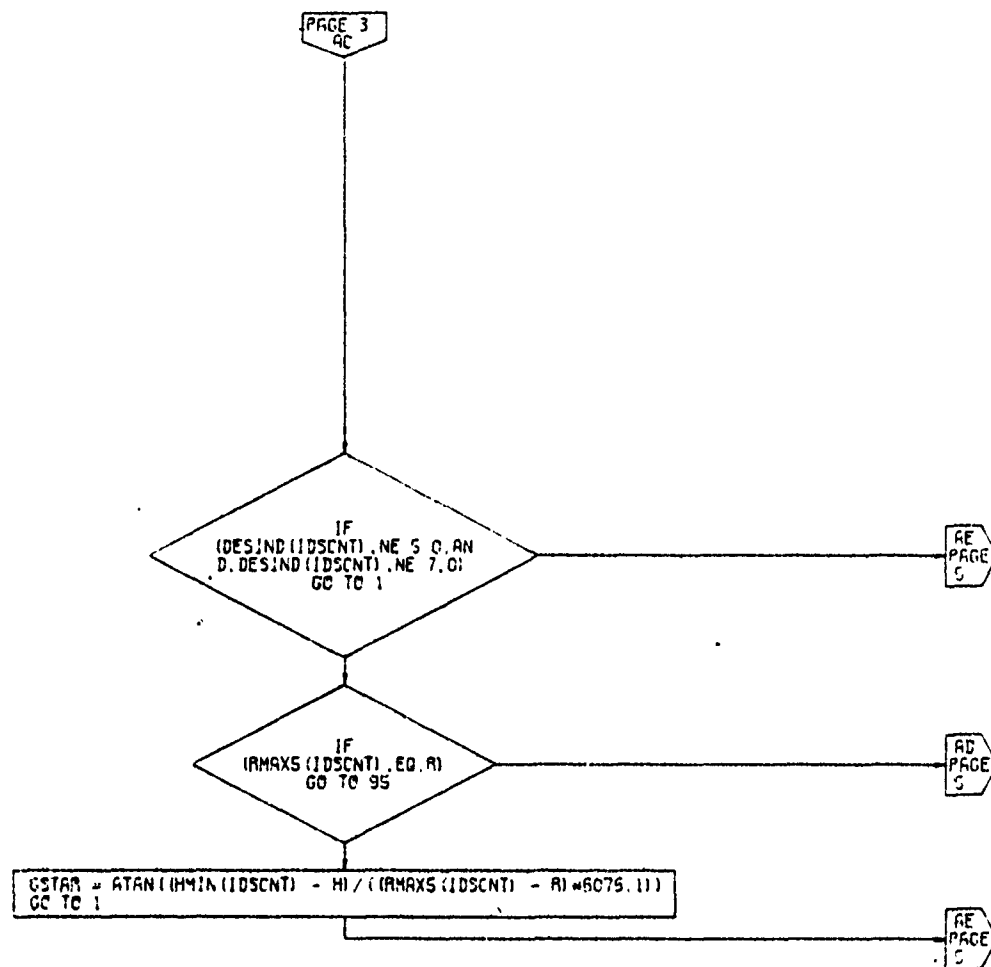 PAGE 3
AC
IF
(DESIND(IDSCNT).NE 5 0.AN
D.DESIND(IDSCNT).NE 7.0)
GO TO 1
AE
PAGE
5
IF
(RMAXS(IDSCNT).EQ.R)
GO TO 95
AD
PAGE
5
GSTAR = ATAN((HMIN(IDSCNT) - H)/((RMAXS(IDSCNT) - R)*6076.1))
GO TO 1
AE
PAGE
5